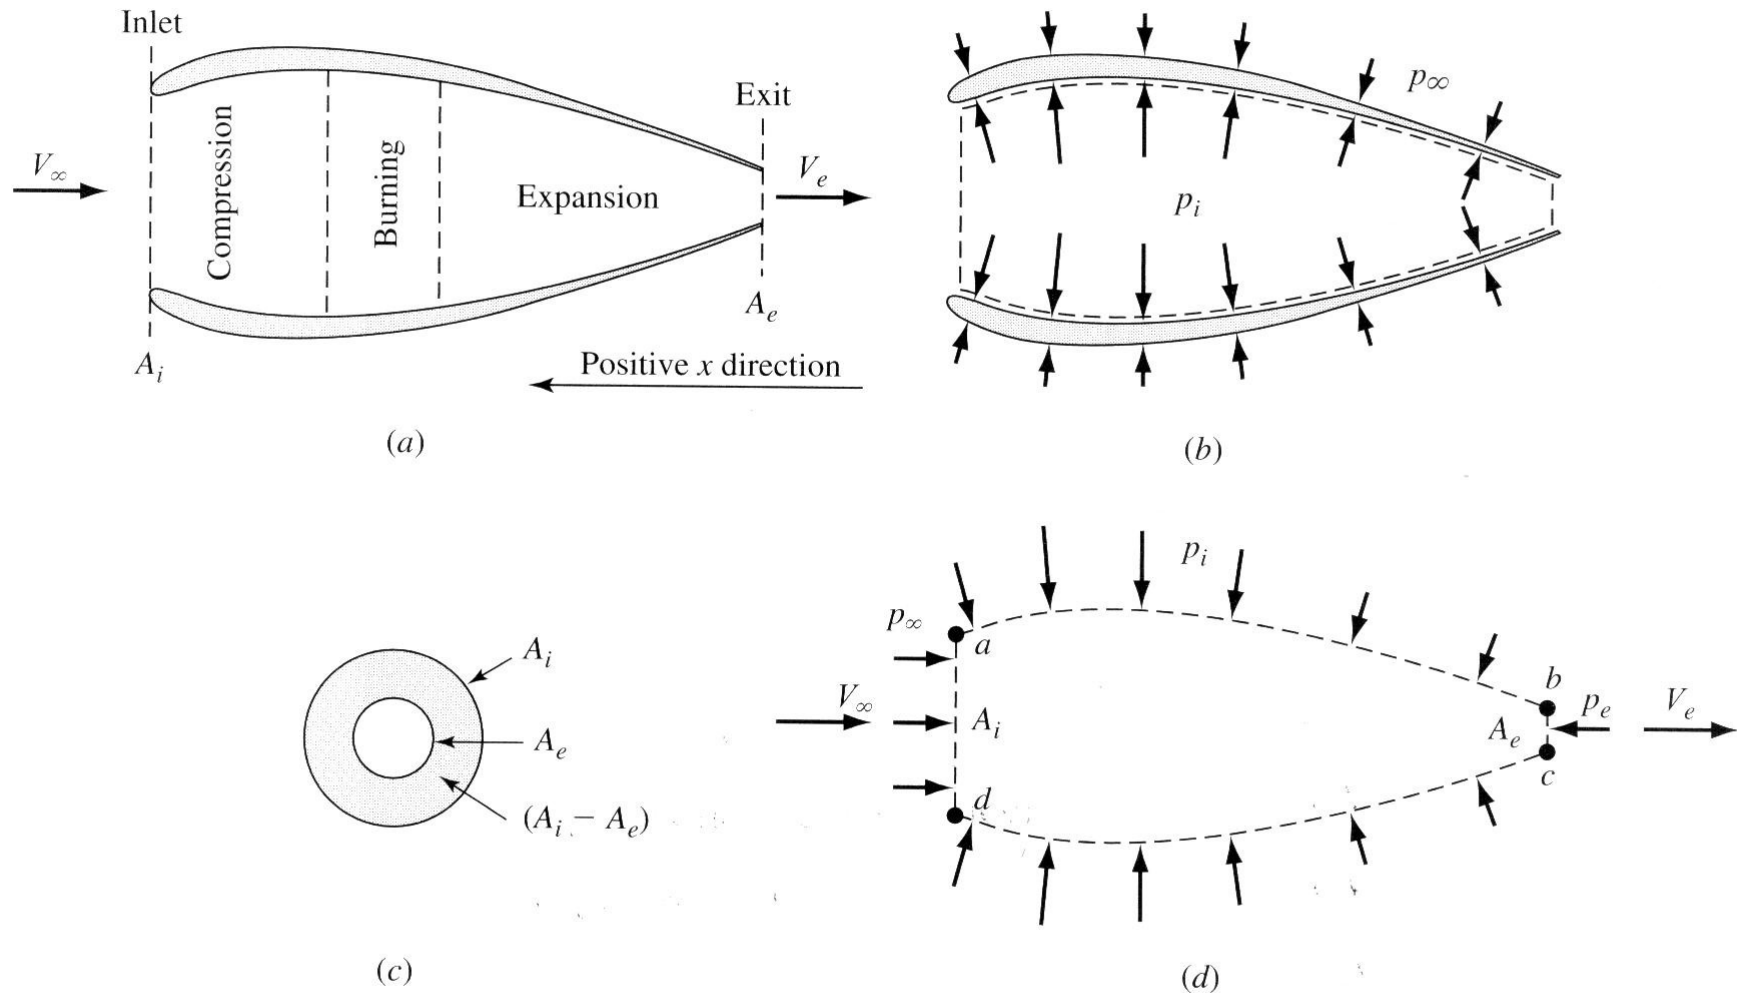 Inlet
Exit
V∞
Compression
Burning
Expansion
Ve
Ai
Ae
Positive x direction
(a)
p∞
pi
(b)
Ai
Ae
(Ai − Ae)
(c)
pi
p∞
a
V∞
Ai
b
pe
Ve
Ae
c
d
(d)